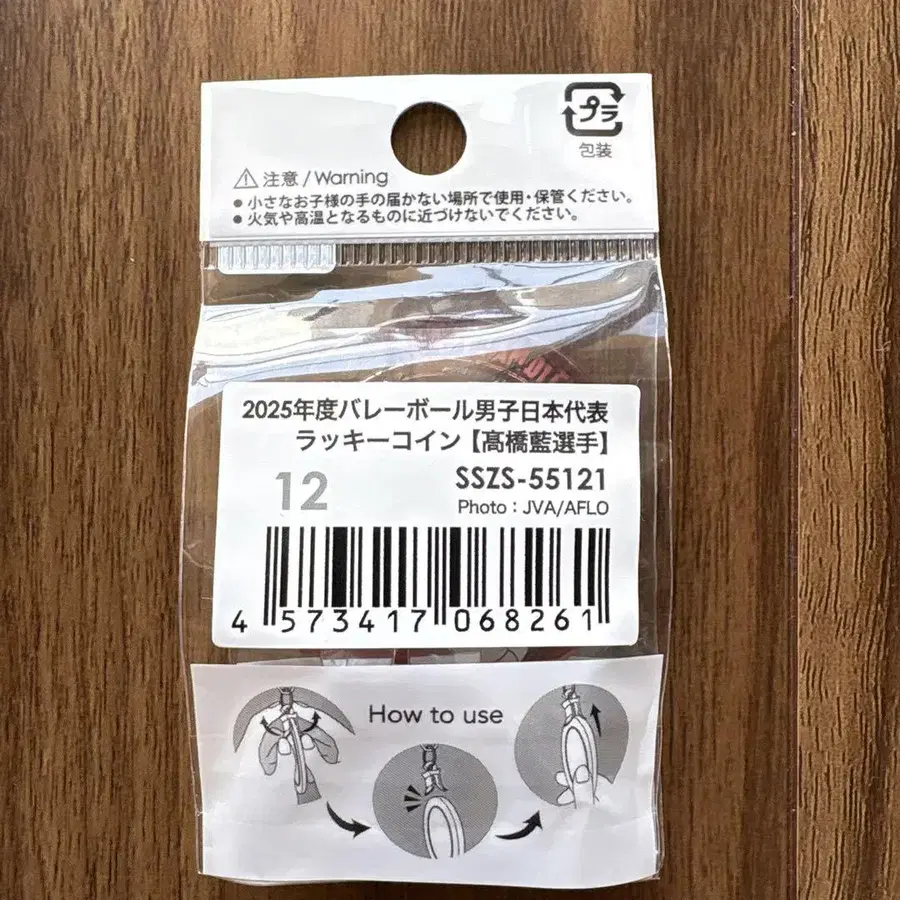 プラ
包装
⚠ 注意 / Warning
● 小さなお子様の手の届かない場所で使用・保管ください。
● 火気や高温となるものに近づけないでください。
2025年度バレーボール男子日本代表
ラッキーコイン【髙橋藍選手】
12
SSZS-55121
Photo : JVA/AFLO
4 573417 068261
How to use